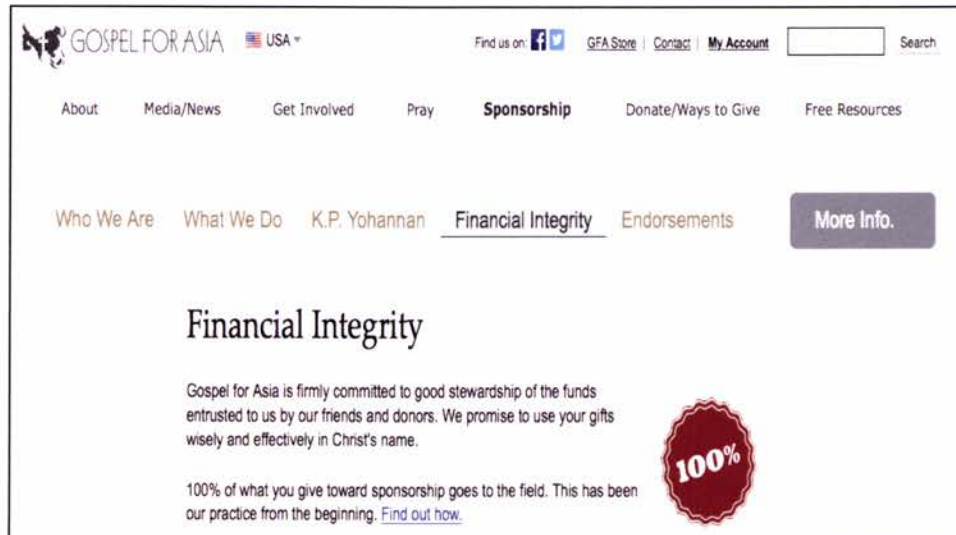 GOSPEL FOR ASIA USA Find us on: GFA Store | Contact | My Account Search
About Media/News Get Involved Pray Sponsorship Donate/Ways to Give Free Resources
Who We Are What We Do K.P. Yohannan Financial Integrity Endorsements More Info.
Financial Integrity
Gospel for Asia is firmly committed to good stewardship of the funds
entrusted to us by our friends and donors. We promise to use your gifts
wisely and effectively in Christ's name.
100%
100% of what you give toward sponsorship goes to the field. This has been
our practice from the beginning. Find out how.